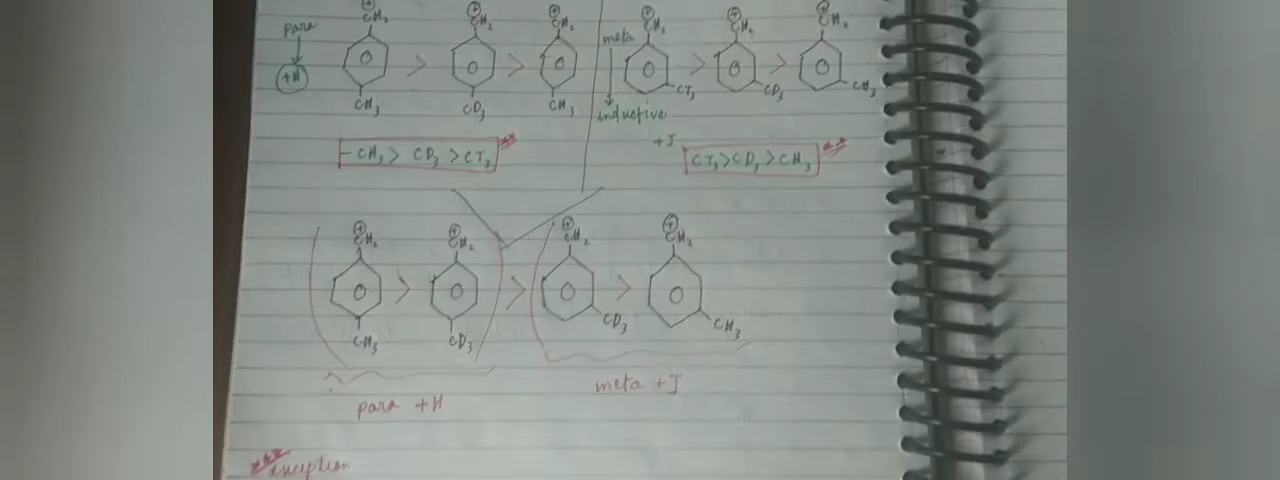 ⊕CH₂ ⊕CH₂ ⊕CH₂ ⊕CH₂ ⊕CH₂ ⊕CH₂
para > > meta > >
+H CH₃ CD₃ CH₃ inductive CT₃ CD₃ CH₃
+I
-CH₃ > CD₃ > CT₃ CT₃ > CD₃ > CH₃
⊕CH₂ ⊕CH₂ ⊕CH₂ ⊕CH₂
> > >
CH₃ CD₃ CD₃ CH₃
para +H meta +I
*** exception